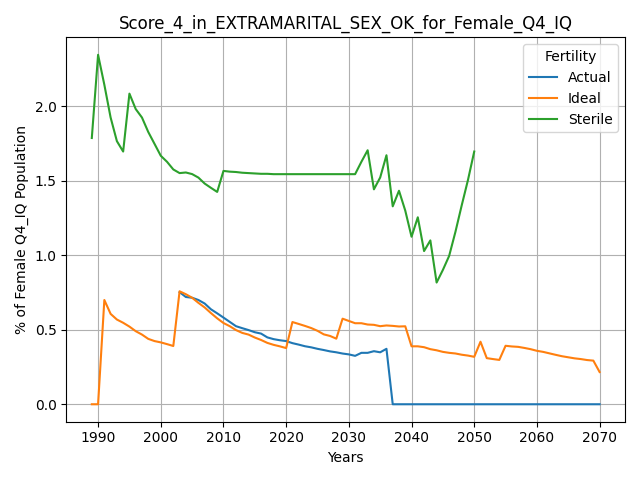 Score_4_in_EXTRAMARITAL_SEX_OK_for_Female_Q4_IQ
Fertility
Actual
Ideal
Sterile
% of Female Q4_IQ Population
2.0
1.5
1.0
0.5
0.0
1990 2000 2010 2020 2030 2040 2050 2060 2070
Years